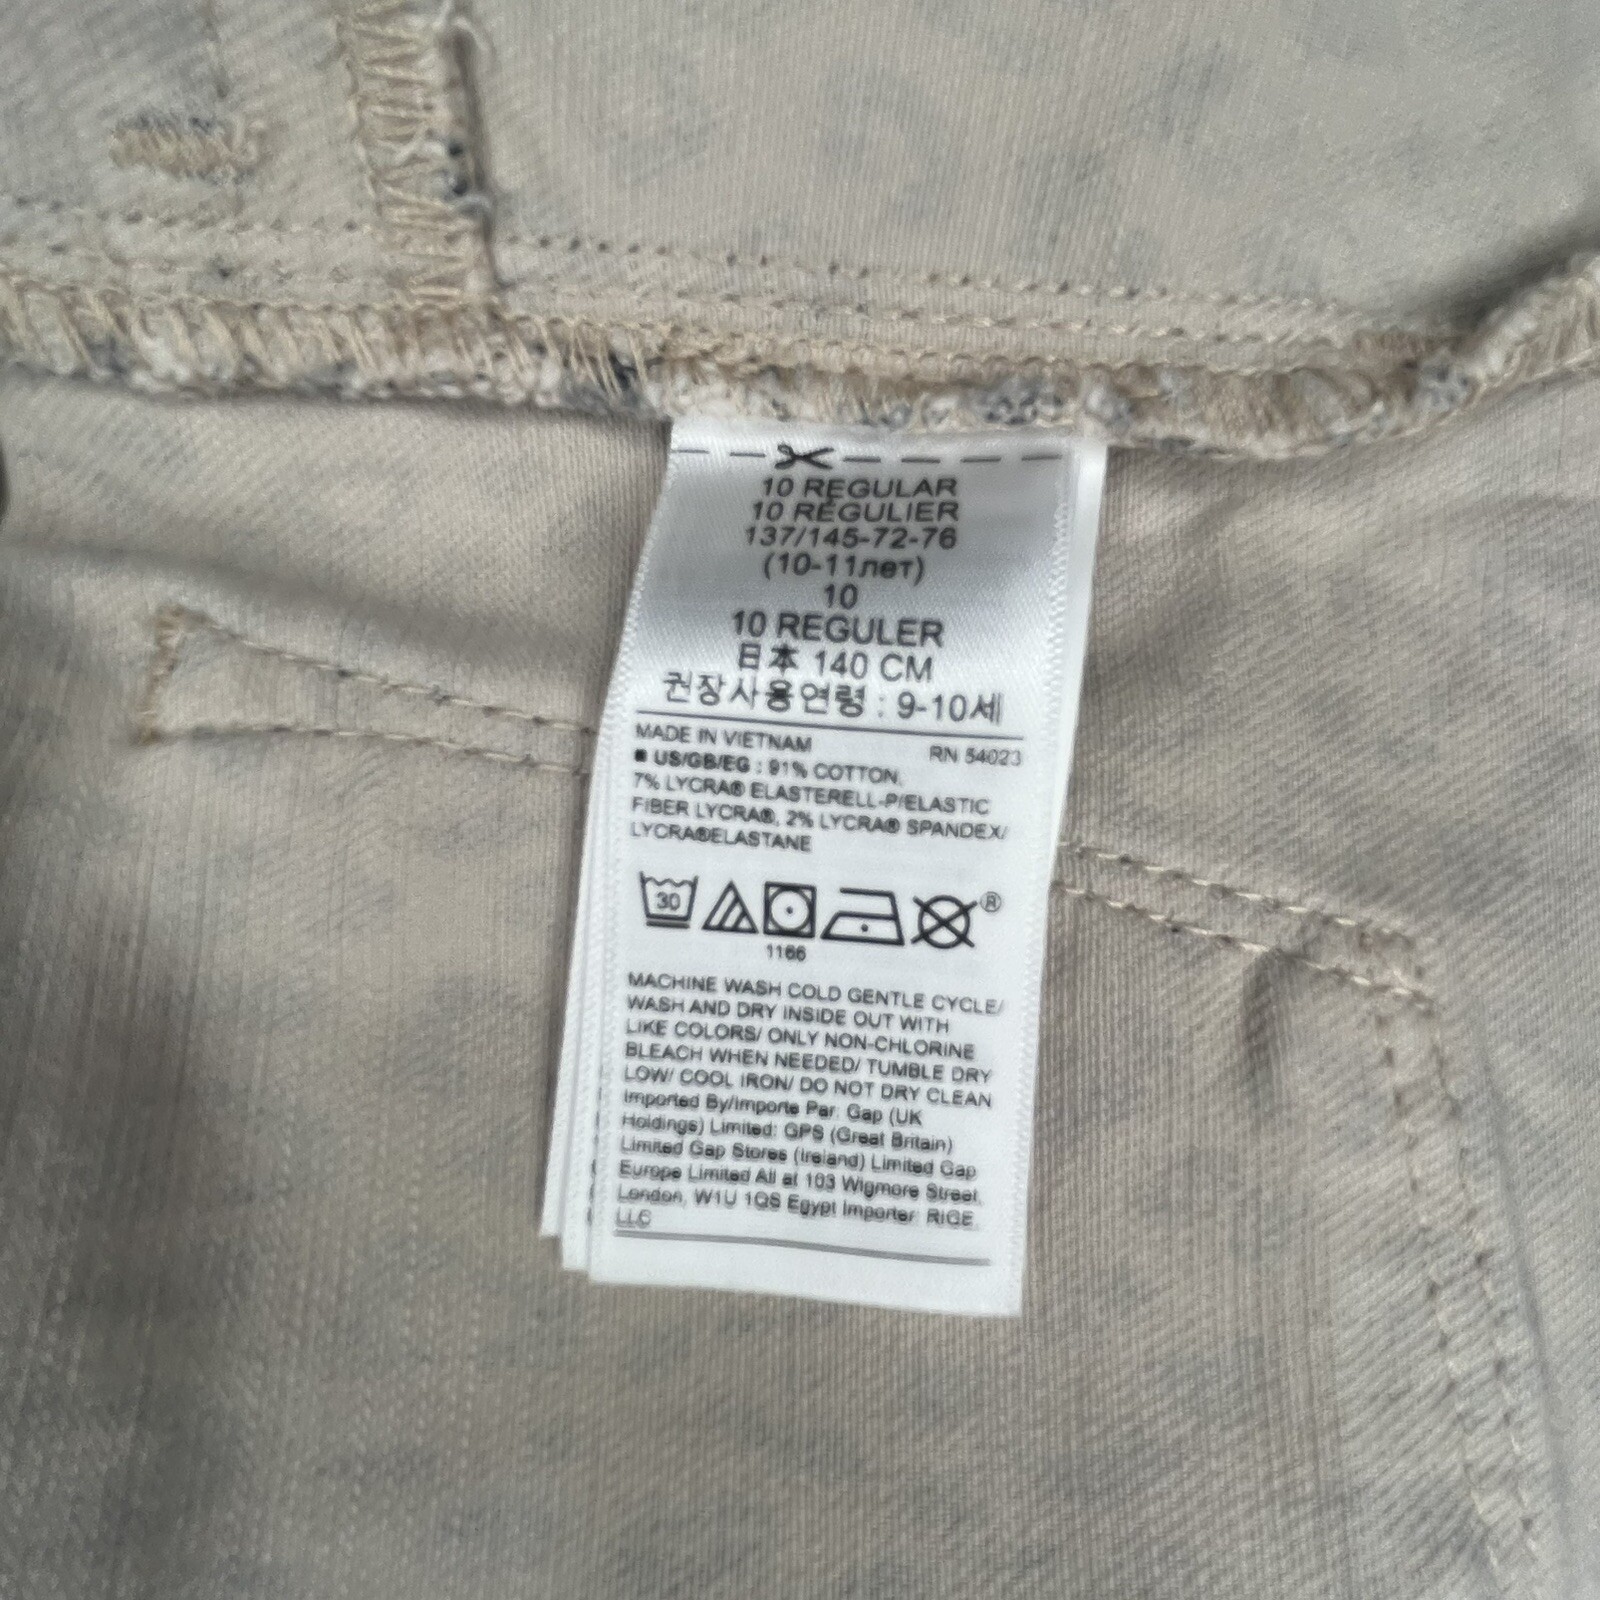 10 REGULAR
10 RÉGULIER
137/145-72-76
(10-11лет)
10
10 REGULER
日本 140 CM
권장사용연령 : 9-10세
MADE IN VIETNAM RN 54023
■ US/GB/EG : 91% COTTON,
7% LYCRA® ELASTERELL-P/ELASTIC
FIBER LYCRA®, 2% LYCRA® SPANDEX/
LYCRA®ELASTANE
30
®
1166
MACHINE WASH COLD GENTLE CYCLE/
WASH AND DRY INSIDE OUT WITH
LIKE COLORS/ ONLY NON-CHLORINE
BLEACH WHEN NEEDED/ TUMBLE DRY
LOW/ COOL IRON/ DO NOT DRY CLEAN
Imported By/Importe Par: Gap (UK
Holdings) Limited: GPS (Great Britain)
Limited Gap Stores (Ireland) Limited Gap
Europe Limited All at 103 Wigmore Street,
London, W1U 1QS Egypt Importer: RIGE
LLC